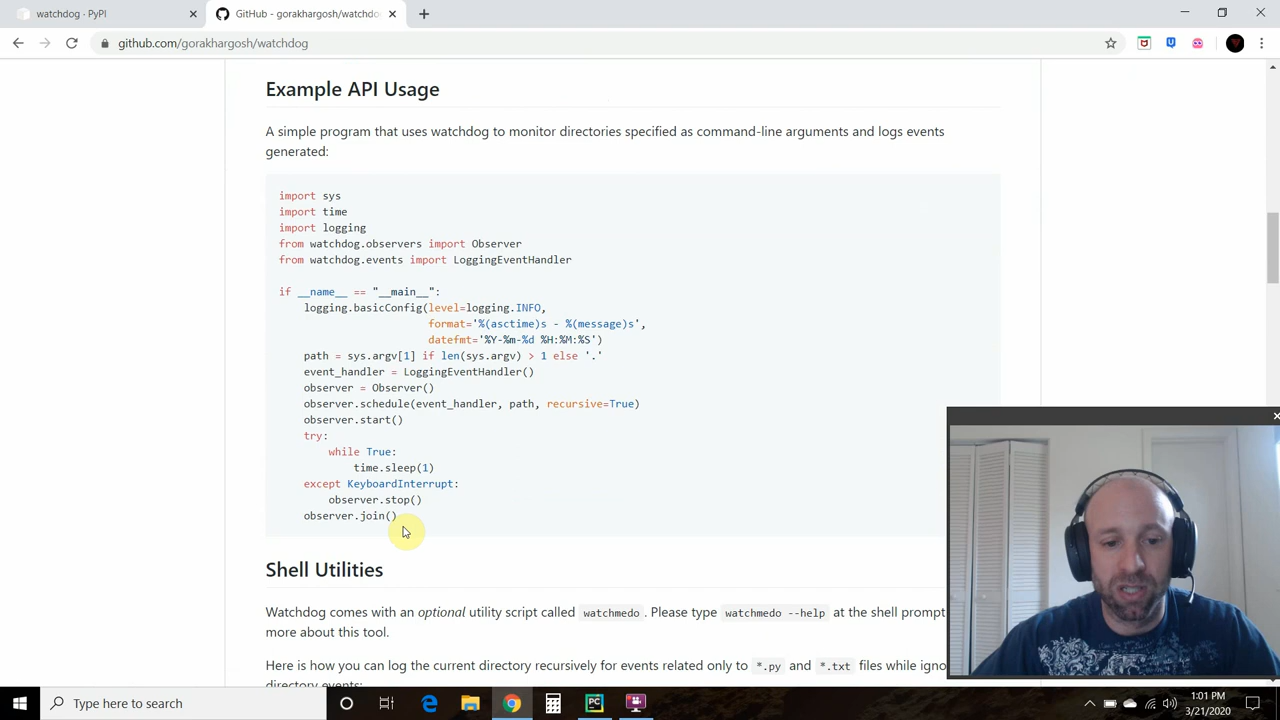 watchdog · PyPI
GitHub - gorakhargosh/watchdo
github.com/gorakhargosh/watchdog
Example API Usage
A simple program that uses watchdog to monitor directories specified as command-line arguments and logs events
generated:
import sys
import time
import logging
from watchdog.observers import Observer
from watchdog.events import LoggingEventHandler
if __name__ == "__main__":
    logging.basicConfig(level=logging.INFO,
                        format='%(asctime)s - %(message)s',
                        datefmt='%Y-%m-%d %H:%M:%S')
    path = sys.argv[1] if len(sys.argv) > 1 else '.'
    event_handler = LoggingEventHandler()
    observer = Observer()
    observer.schedule(event_handler, path, recursive=True)
    observer.start()
    try:
        while True:
            time.sleep(1)
    except KeyboardInterrupt:
        observer.stop()
    observer.join()
Shell Utilities
Watchdog comes with an optional utility script called watchmedo . Please type watchmedo --help at the shell prompt
more about this tool.
Here is how you can log the current directory recursively for events related only to *.py and *.txt files while igno
directory events:
Type here to search
PC
1:01 PM
3/21/2020